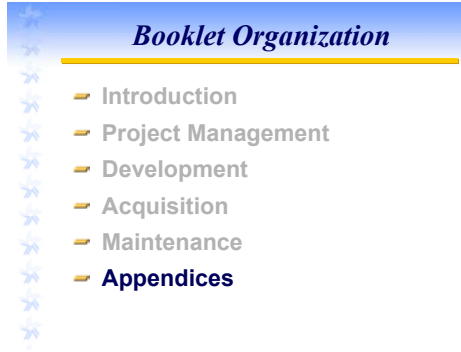 Booklet Organization
Introduction
Project Management
Development
Acquisition
Maintenance
Appendices